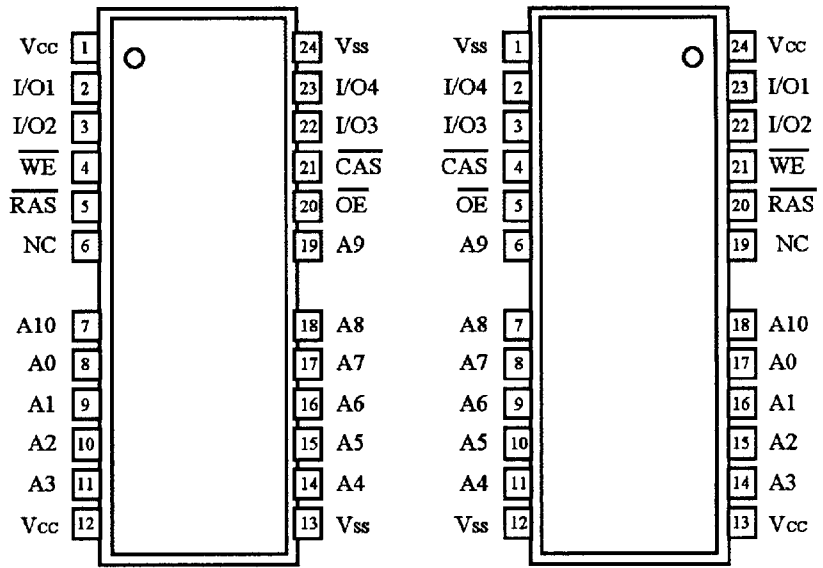 Vcc 1 24 Vss Vss 1 24 Vcc
I/O1 2 23 I/O4 I/O4 2 23 I/O1
I/O2 3 22 I/O3 I/O3 3 22 I/O2
WE 4 21 CAS CAS 4 21 WE
RAS 5 20 OE OE 5 20 RAS
NC 6 19 A9 A9 6 19 NC
A10 7 18 A8 A8 7 18 A10
A0 8 17 A7 A7 8 17 A0
A1 9 16 A6 A6 9 16 A1
A2 10 15 A5 A5 10 15 A2
A3 11 14 A4 A4 11 14 A3
Vcc 12 13 Vss Vss 12 13 Vcc